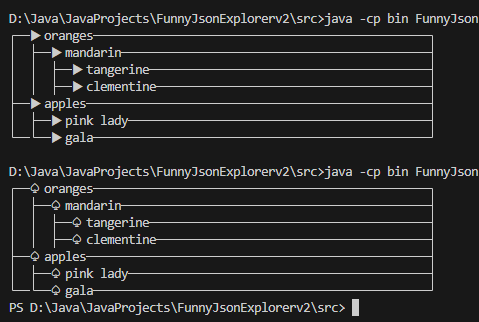 D:\Java\JavaProjects\FunnyJsonExplorerv2\src>java -cp bin FunnyJson
┌─▶ oranges───────────────────────┐
│ ├─▶ mandarin────────────────────┤
│ │ ├─▶ tangerine─────────────────┤
│ │ ├─▶ clementine────────────────┤
├─▶ apples────────────────────────┤
│ ├─▶ pink lady───────────────────┤
└─┴─▶ gala────────────────────────┘
D:\Java\JavaProjects\FunnyJsonExplorerv2\src>java -cp bin FunnyJson
┌─♤ oranges───────────────────────┐
│ ├─♤ mandarin────────────────────┤
│ │ ├─♤ tangerine─────────────────┤
│ │ ├─♤ clementine────────────────┤
├─♤ apples────────────────────────┤
│ ├─♤ pink lady───────────────────┤
└─┴─♤ gala────────────────────────┘
PS D:\Java\JavaProjects\FunnyJsonExplorerv2\src>